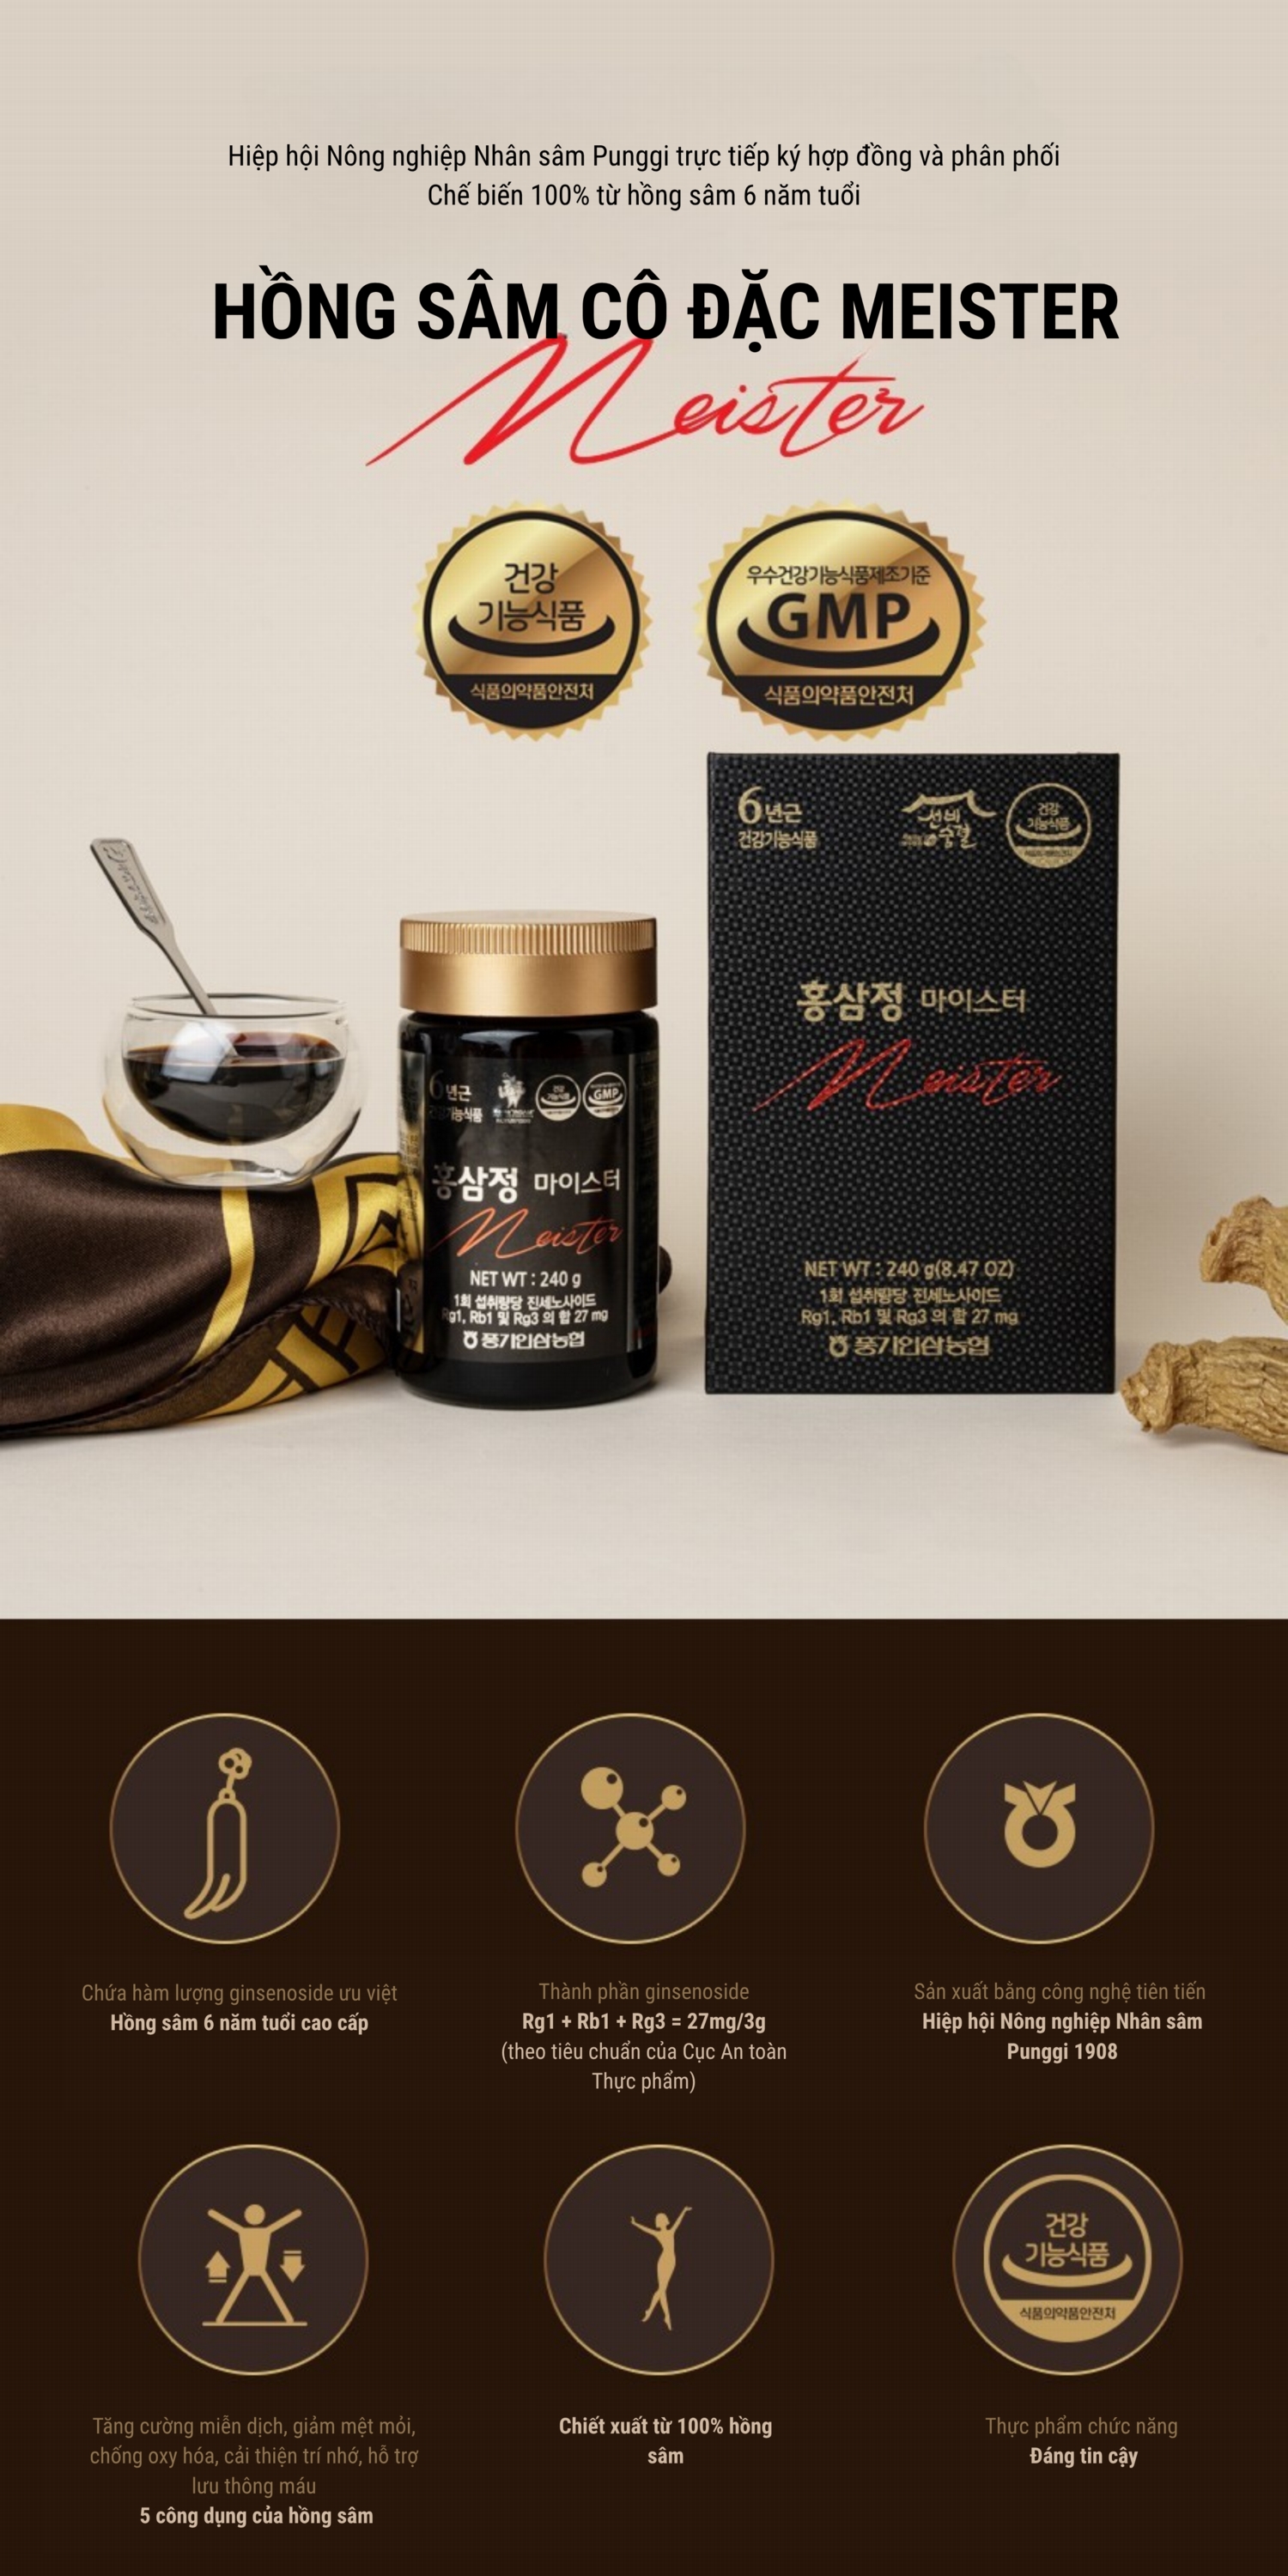 Hiệp hội Nông nghiệp Nhân sâm Punggi trực tiếp ký hợp đồng và phân phối
Chế biến 100% từ hồng sâm 6 năm tuổi
HỒNG SÂM CÔ ĐẶC MEISTER
Meister
건강
기능식품
식품의약품안전처
우수건강기능식품제조기준
GMP
식품의약품안전처
6년근
건강기능식품
선비숨결
건강
기능식품
홍삼정 마이스터
Meister
NET WT : 240 g(8.47 OZ)
1회 섭취량당 진세노사이드
Rg1, Rb1 및 Rg3 의 합 27 mg
풍기인삼농협
6년근
건강기능식품
GMP
홍삼정 마이스터
Meister
NET WT : 240 g
1회 섭취량당 진세노사이드
Rg1, Rb1 및 Rg3 의 합 27 mg
풍기인삼농협
Chứa hàm lượng ginsenoside ưu việt
Hồng sâm 6 năm tuổi cao cấp
Thành phần ginsenoside
Rg1 + Rb1 + Rg3 = 27mg/3g
(theo tiêu chuẩn của Cục An toàn
Thực phẩm)
Sản xuất bằng công nghệ tiên tiến
Hiệp hội Nông nghiệp Nhân sâm
Punggi 1908
건강
기능식품
식품의약품안전처
Tăng cường miễn dịch, giảm mệt mỏi,
chống oxy hóa, cải thiện trí nhớ, hỗ trợ
lưu thông máu
5 công dụng của hồng sâm
Chiết xuất từ 100% hồng
sâm
Thực phẩm chức năng
Đáng tin cậy